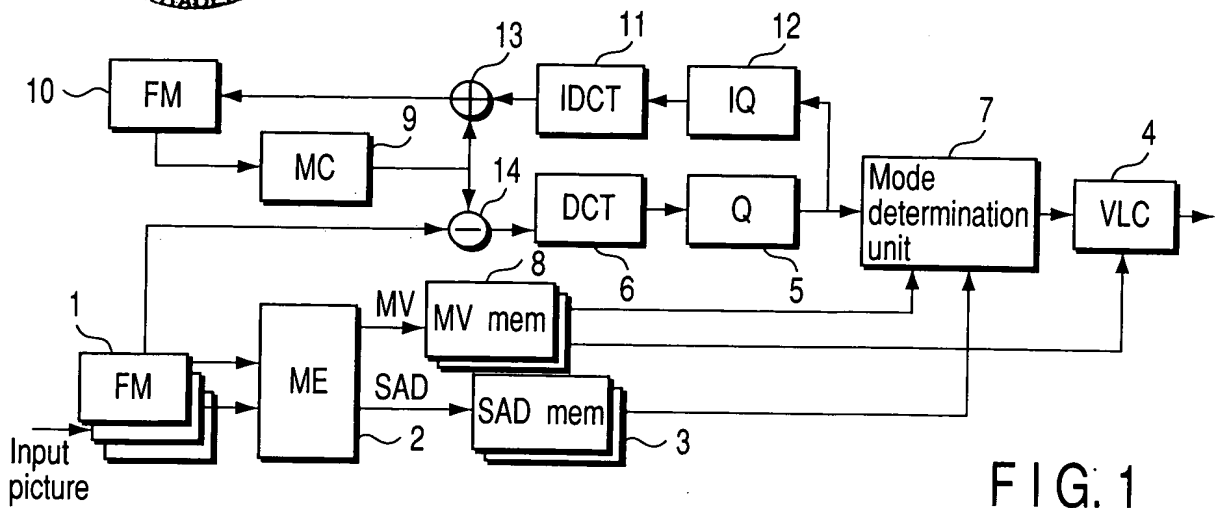 11
12
13
10
FM
IDCT
IQ
7
9
4
MC
14
DCT
Q
Mode
determination
unit
VLC
8
6
5
1
MV
MV mem
FM
ME
SAD
SAD mem
2
3
Input
picture
FIG. 1